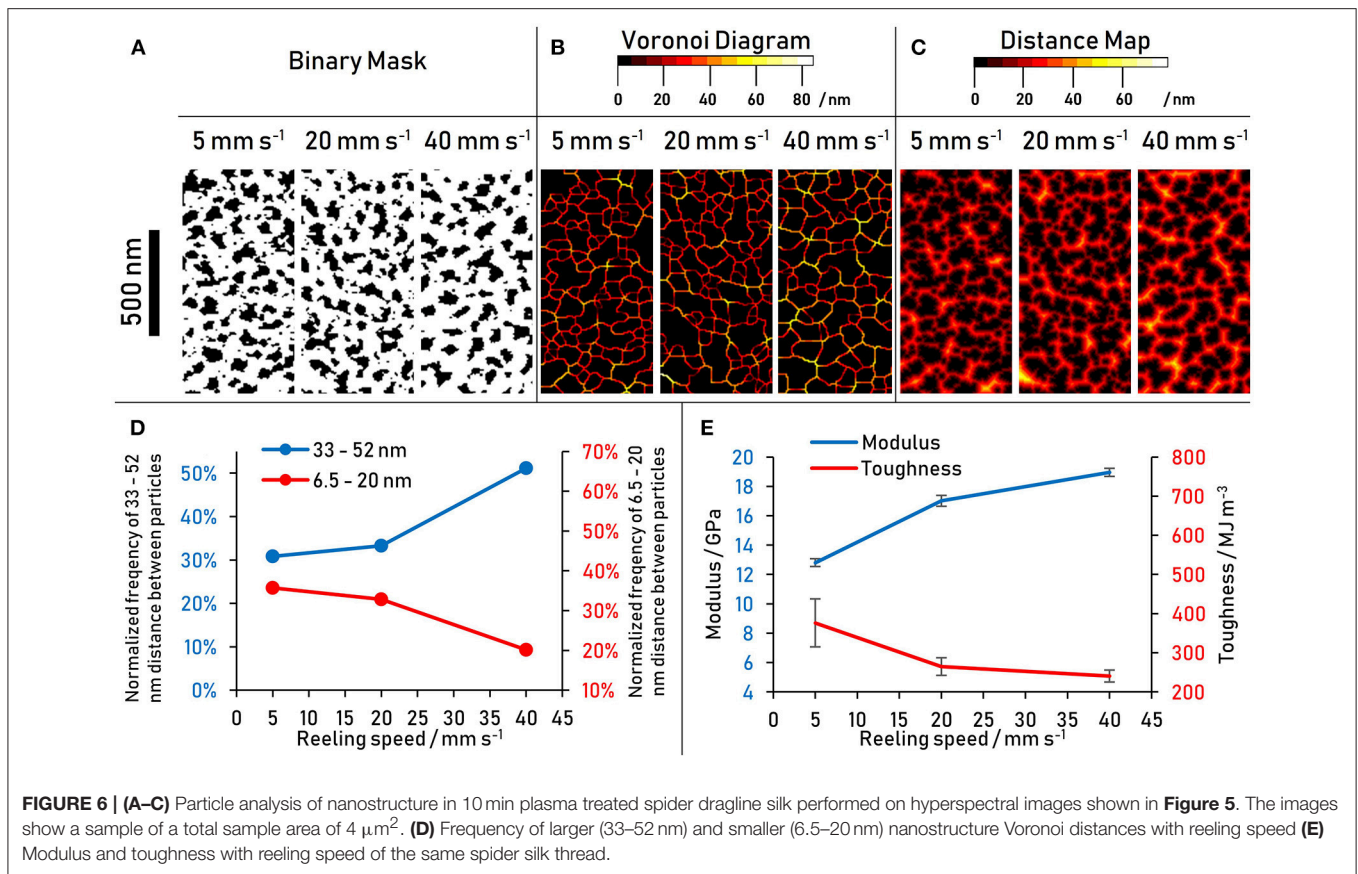 A
Binary Mask
5 mm s⁻¹ 20 mm s⁻¹ 40 mm s⁻¹
500 nm
B
Voronoi Diagram
0 20 40 60 80 / nm
5 mm s⁻¹ 20 mm s⁻¹ 40 mm s⁻¹
C
Distance Map
0 20 40 60 / nm
5 mm s⁻¹ 20 mm s⁻¹ 40 mm s⁻¹
D
33 - 52 nm
6.5 - 20 nm
Normalized freqency of 33 - 52
nm distance between particles
50%
40%
30%
20%
10%
0%
70%
60%
50%
40%
30%
20%
10%
Normalized freqency of 6.5 - 20
nm distance between particles
0 5 10 15 20 25 30 35 40 45
Reeling speed / mm s⁻¹
E
Modulus
Toughness
Modulus / GPa
20
18
16
14
12
10
8
6
4
800
700
600
500
400
300
200
Toughness / MJ m⁻³
0 5 10 15 20 25 30 35 40 45
Reeling speed / mm s⁻¹
FIGURE 6 | (A–C) Particle analysis of nanostructure in 10 min plasma treated spider dragline silk performed on hyperspectral images shown in Figure 5. The images
show a sample of a total sample area of 4 μm². (D) Frequency of larger (33–52 nm) and smaller (6.5–20 nm) nanostructure Voronoi distances with reeling speed (E)
Modulus and toughness with reeling speed of the same spider silk thread.